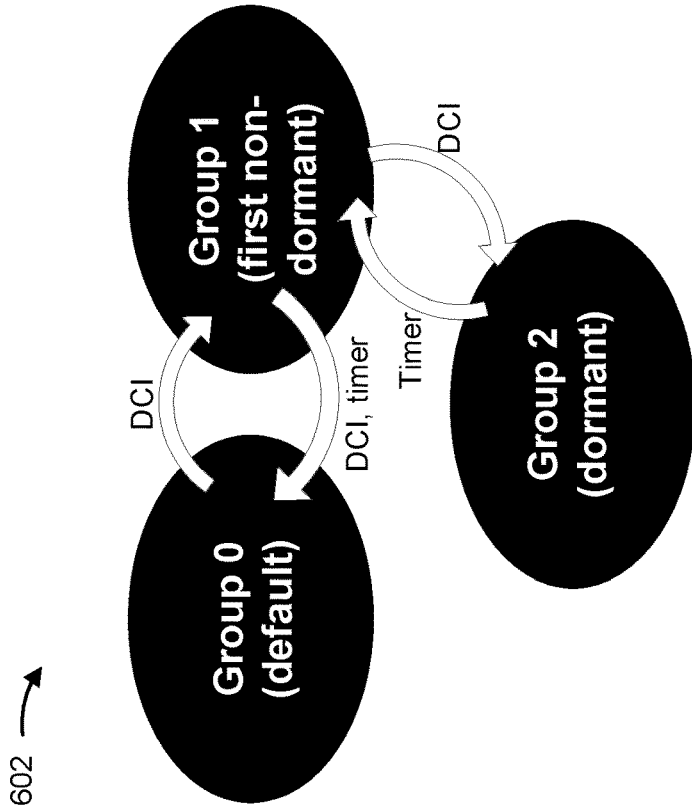 602
Group 0
(default)
DCI
DCI, timer
Group 1
(first non-
dormant)
Timer
DCI
Group 2
(dormant)